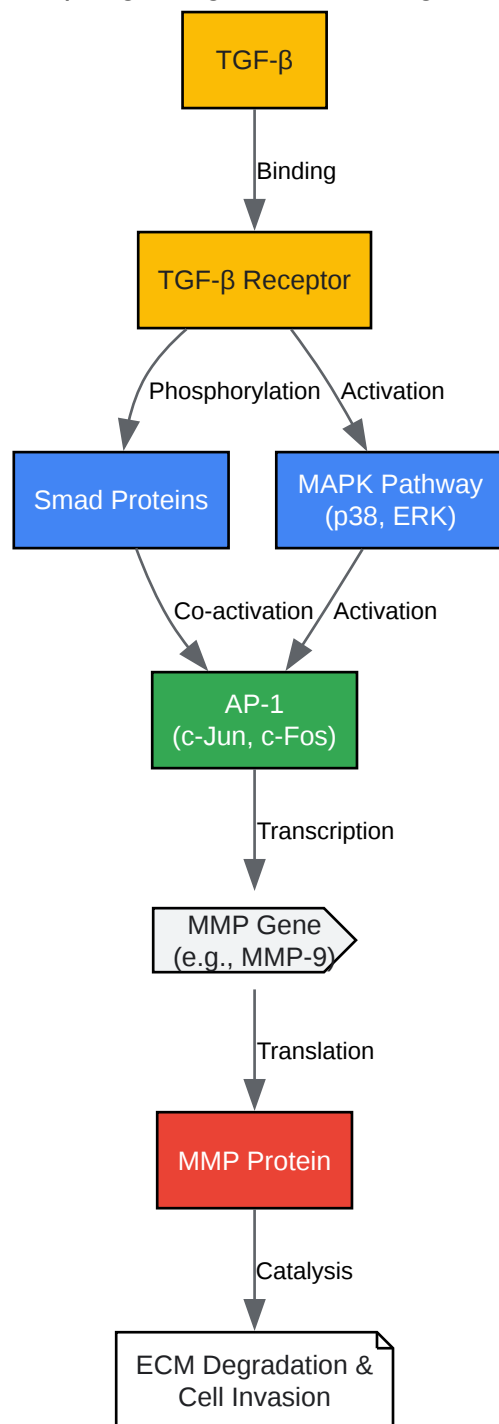 TGF-β
Binding
TGF-β Receptor
Phosphorylation
Activation
Smad Proteins
MAPK Pathway
(p38, ERK)
Co-activation
Activation
AP-1
(c-Jun, c-Fos)
Transcription
MMP Gene
(e.g., MMP-9)
Translation
MMP Protein
Catalysis
ECM Degradation &
Cell Invasion